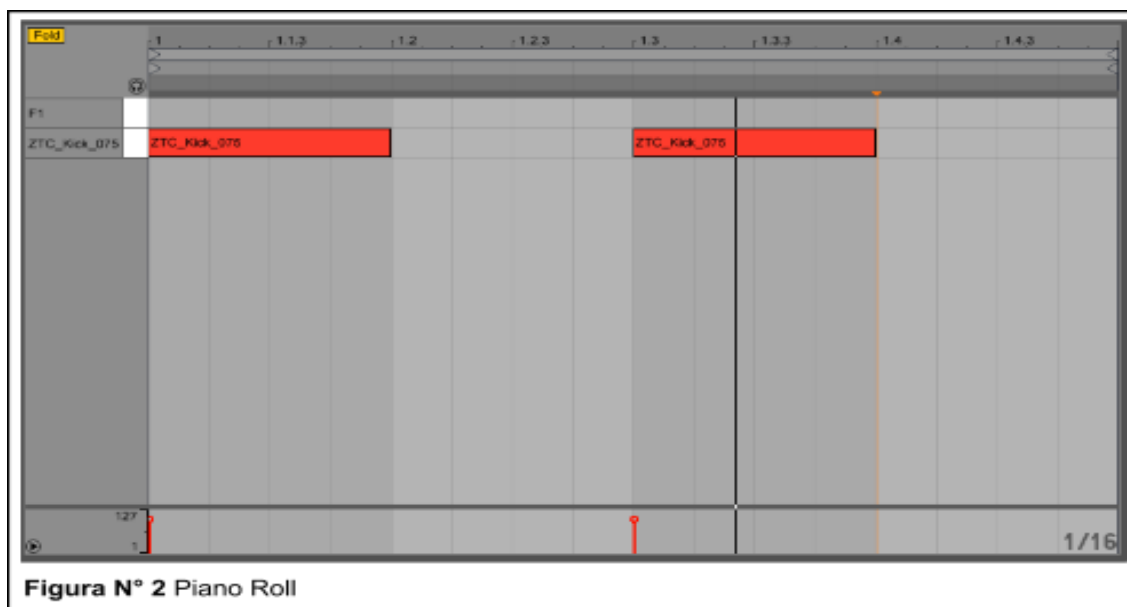 Fold
1 1.1.3 1.2 1.2.3 1.3 1.3.3 1.4 1.4.3
F1
ZTC_Kick_075 ZTC_Kick_075 ZTC_Kick_075
127
1
1/16
Figura N° 2 Piano Roll